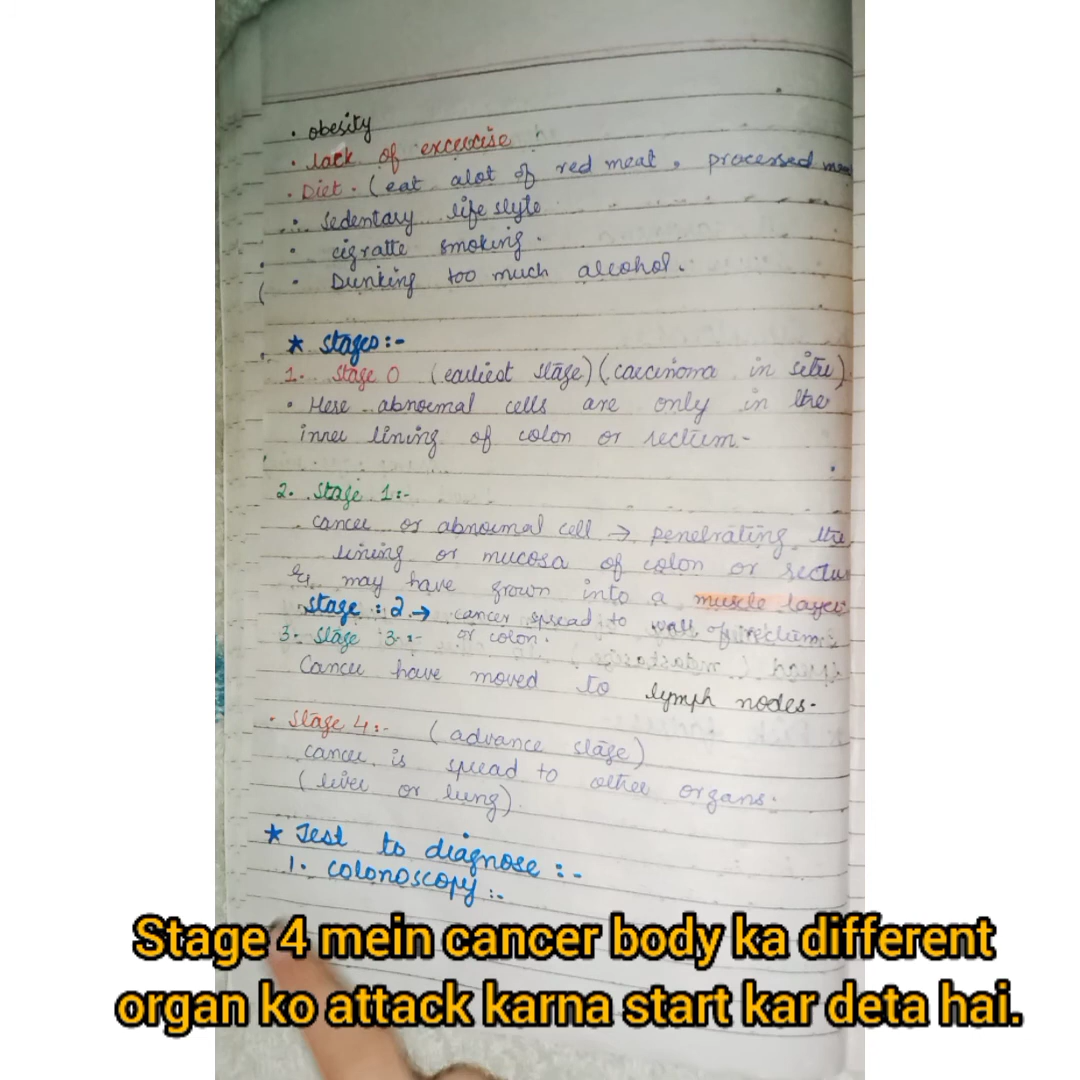 • obesity
• lack of excercise
• Diet • (eat alot of red meat, processed
• Sedentary life slyte
• cigratte smoking.
• Drinking too much alcohol.
★ stages:-
1. Stage 0 (earliest stage) (carcinoma in situ)
• Here abnormal cells are only in the
inner lining of colon or rectum-
2. Stage 1:-
cancer or abnormal cell → penetrating the
lining or mucosa of colon or rectu
& may have grown into a muscle layer
stage : 2 → cancer spread to wall of rectum
or colon.
3. Stage 3:-
Cancer have moved to lymph nodes.
• Stage 4:- (advance stage)
cancer is spread to other organs.
(liver or lung).
★ Test to diagnose :-
1. colonoscopy :-
Stage 4 mein cancer body ka different
organ ko attack karna start kar deta hai.